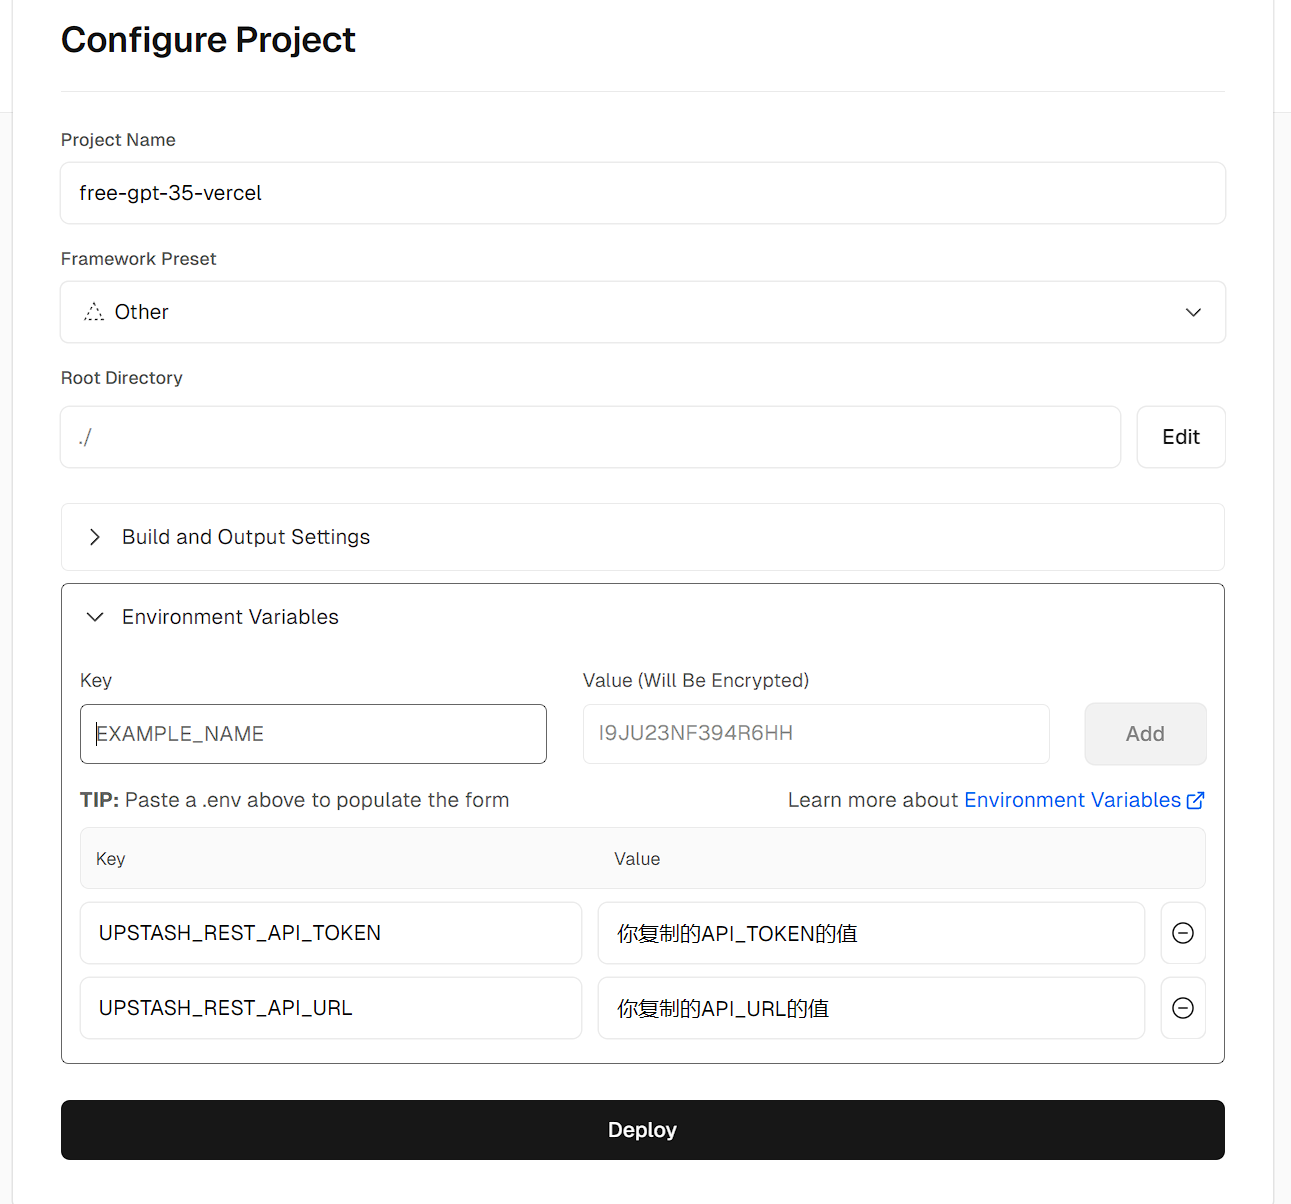 Configure Project
Project Name
free-gpt-35-vercel
Framework Preset
Other
Root Directory
./
Edit
Build and Output Settings
Environment Variables
Key
Value (Will Be Encrypted)
EXAMPLE_NAME
I9JU23NF394R6HH
Add
TIP: Paste a .env above to populate the form
Learn more about Environment Variables
Key
Value
UPSTASH_REST_API_TOKEN
你复制的API_TOKEN的值
UPSTASH_REST_API_URL
你复制的API_URL的值
Deploy